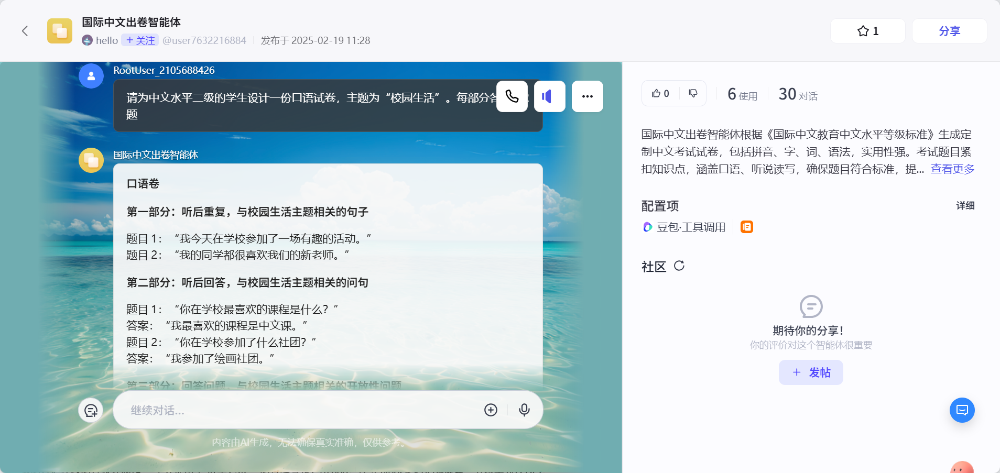 国际中文出卷智能体
hello + 关注 @user7632216884 发布于 2025-02-19 11:28
1
分享
RootUser_2105688426
请为中文水平二级的学生设计一份口语试卷，主题为“校园生活”。每部分各
题
国际中文出卷智能体
口语卷
第一部分：听后重复，与校园生活主题相关的句子
题目 1：“我今天在学校参加了一场有趣的活动。”
题目 2：“我的同学都很喜欢我们的新老师。”
第二部分：听后回答，与校园生活主题相关的问句
题目 1：“你在学校最喜欢的课程是什么？”
答案：“我最喜欢的课程是中文课。”
题目 2：“你在学校参加了什么社团？”
答案：“我参加了绘画社团。”
第三部分：回答问题，与校园生活主题相关的开放性问题
继续对话...
内容由AI生成，无法确保真实准确，仅供参考。
0
6 使用
30 对话
国际中文出卷智能体根据《国际中文教育中文水平等级标准》生成定
制中文考试试卷，包括拼音、字、词、语法，实用性强。考试题目紧
扣知识点，涵盖口语、听说读写，确保题目符合标准，提... 查看更多
配置项
详细
豆包·工具调用
社区
期待你的分享！
你的评价对这个智能体很重要
+ 发帖